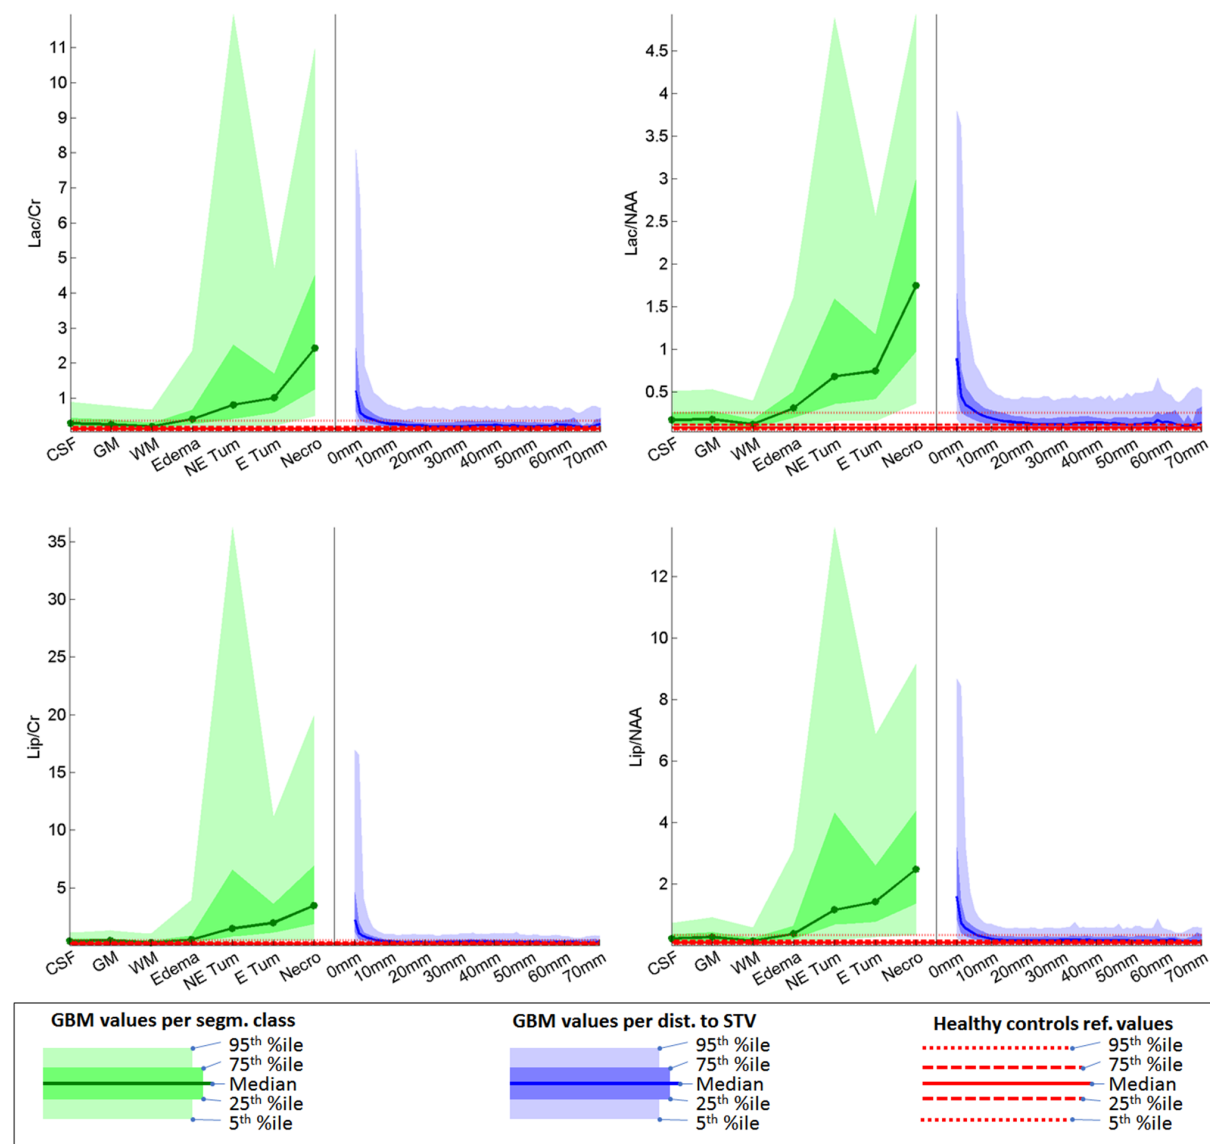 Lac/Cr
11
10
9
8
7
6
5
4
3
2
1
CSF GM WM Edema NE Tum E Tum Necro 0mm 10mm 20mm 30mm 40mm 50mm 60mm 70mm
Lac/NAA
4.5
4
3.5
3
2.5
2
1.5
1
0.5
CSF GM WM Edema NE Tum E Tum Necro 0mm 10mm 20mm 30mm 40mm 50mm 60mm 70mm
Lip/Cr
35
30
25
20
15
10
5
CSF GM WM Edema NE Tum E Tum Necro 0mm 10mm 20mm 30mm 40mm 50mm 60mm 70mm
Lip/NAA
12
10
8
6
4
2
CSF GM WM Edema NE Tum E Tum Necro 0mm 10mm 20mm 30mm 40mm 50mm 60mm 70mm
GBM values per segm. class
95th %ile
75th %ile
Median
25th %ile
5th %ile
GBM values per dist. to STV
95th %ile
75th %ile
Median
25th %ile
5th %ile
Healthy controls ref. values
95th %ile
75th %ile
Median
25th %ile
5th %ile